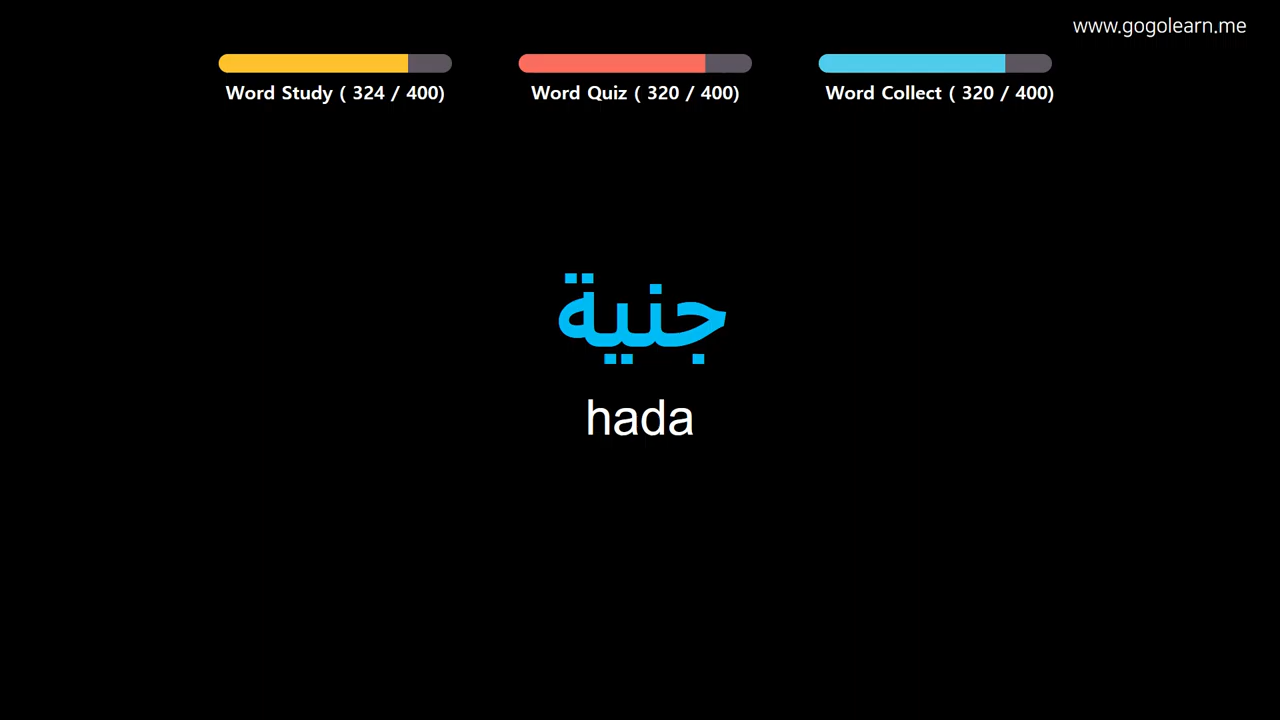 www.gogolearn.me
Word Study ( 324 / 400)
Word Quiz ( 320 / 400)
Word Collect ( 320 / 400)
جنية
hada